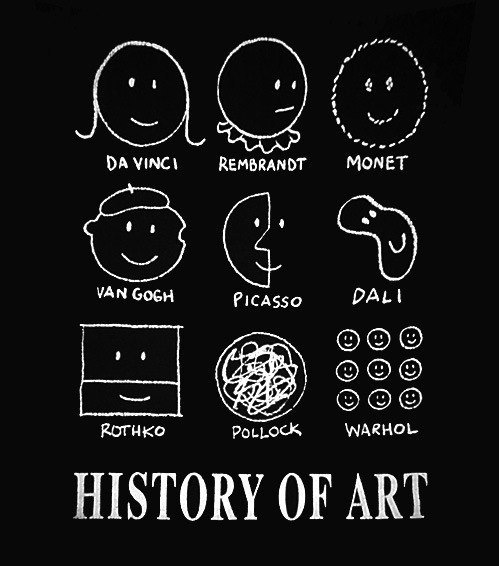 DA VINCI
REMBRANDT
MONET
VAN GOGH
PICASSO
DALI
ROTHKO
POLLOCK
WARHOL
HISTORY OF ART